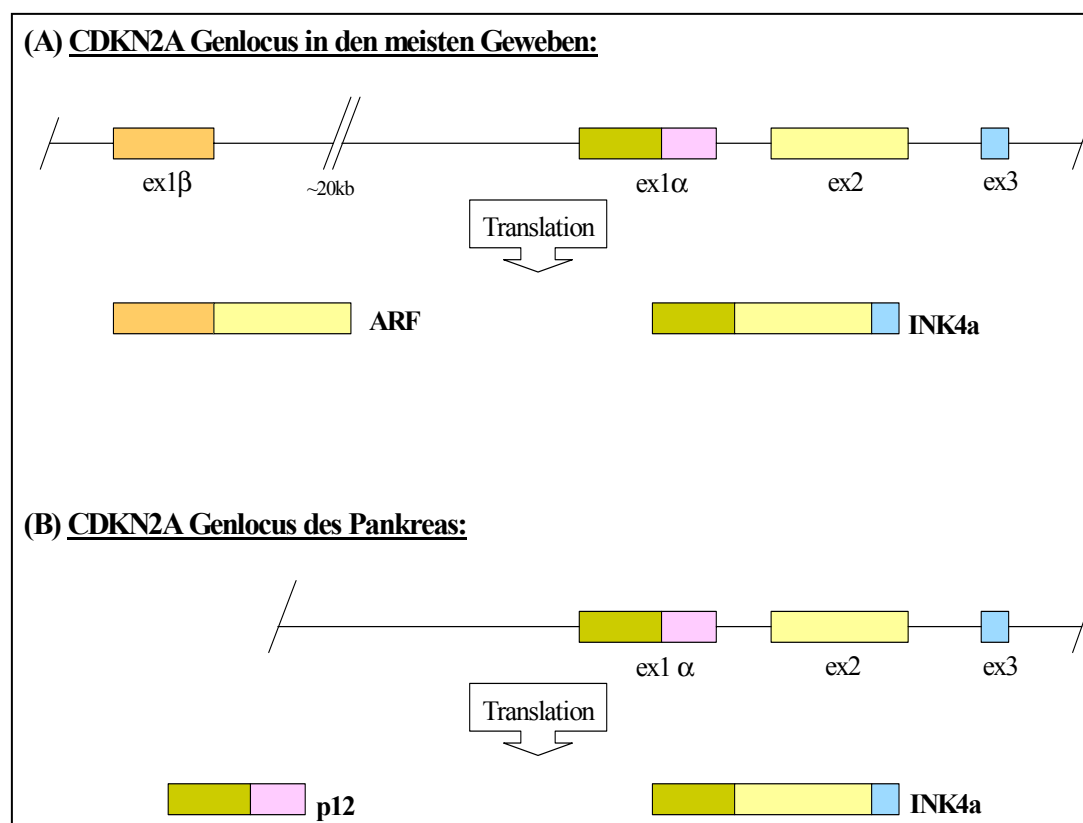 (A) CDKN2A Genlocus in den meisten Geweben:
ex1β
~20kb
ex1α
ex2
ex3
Translation
ARF
INK4a
(B) CDKN2A Genlocus des Pankreas:
ex1 α
ex2
ex3
Translation
p12
INK4a